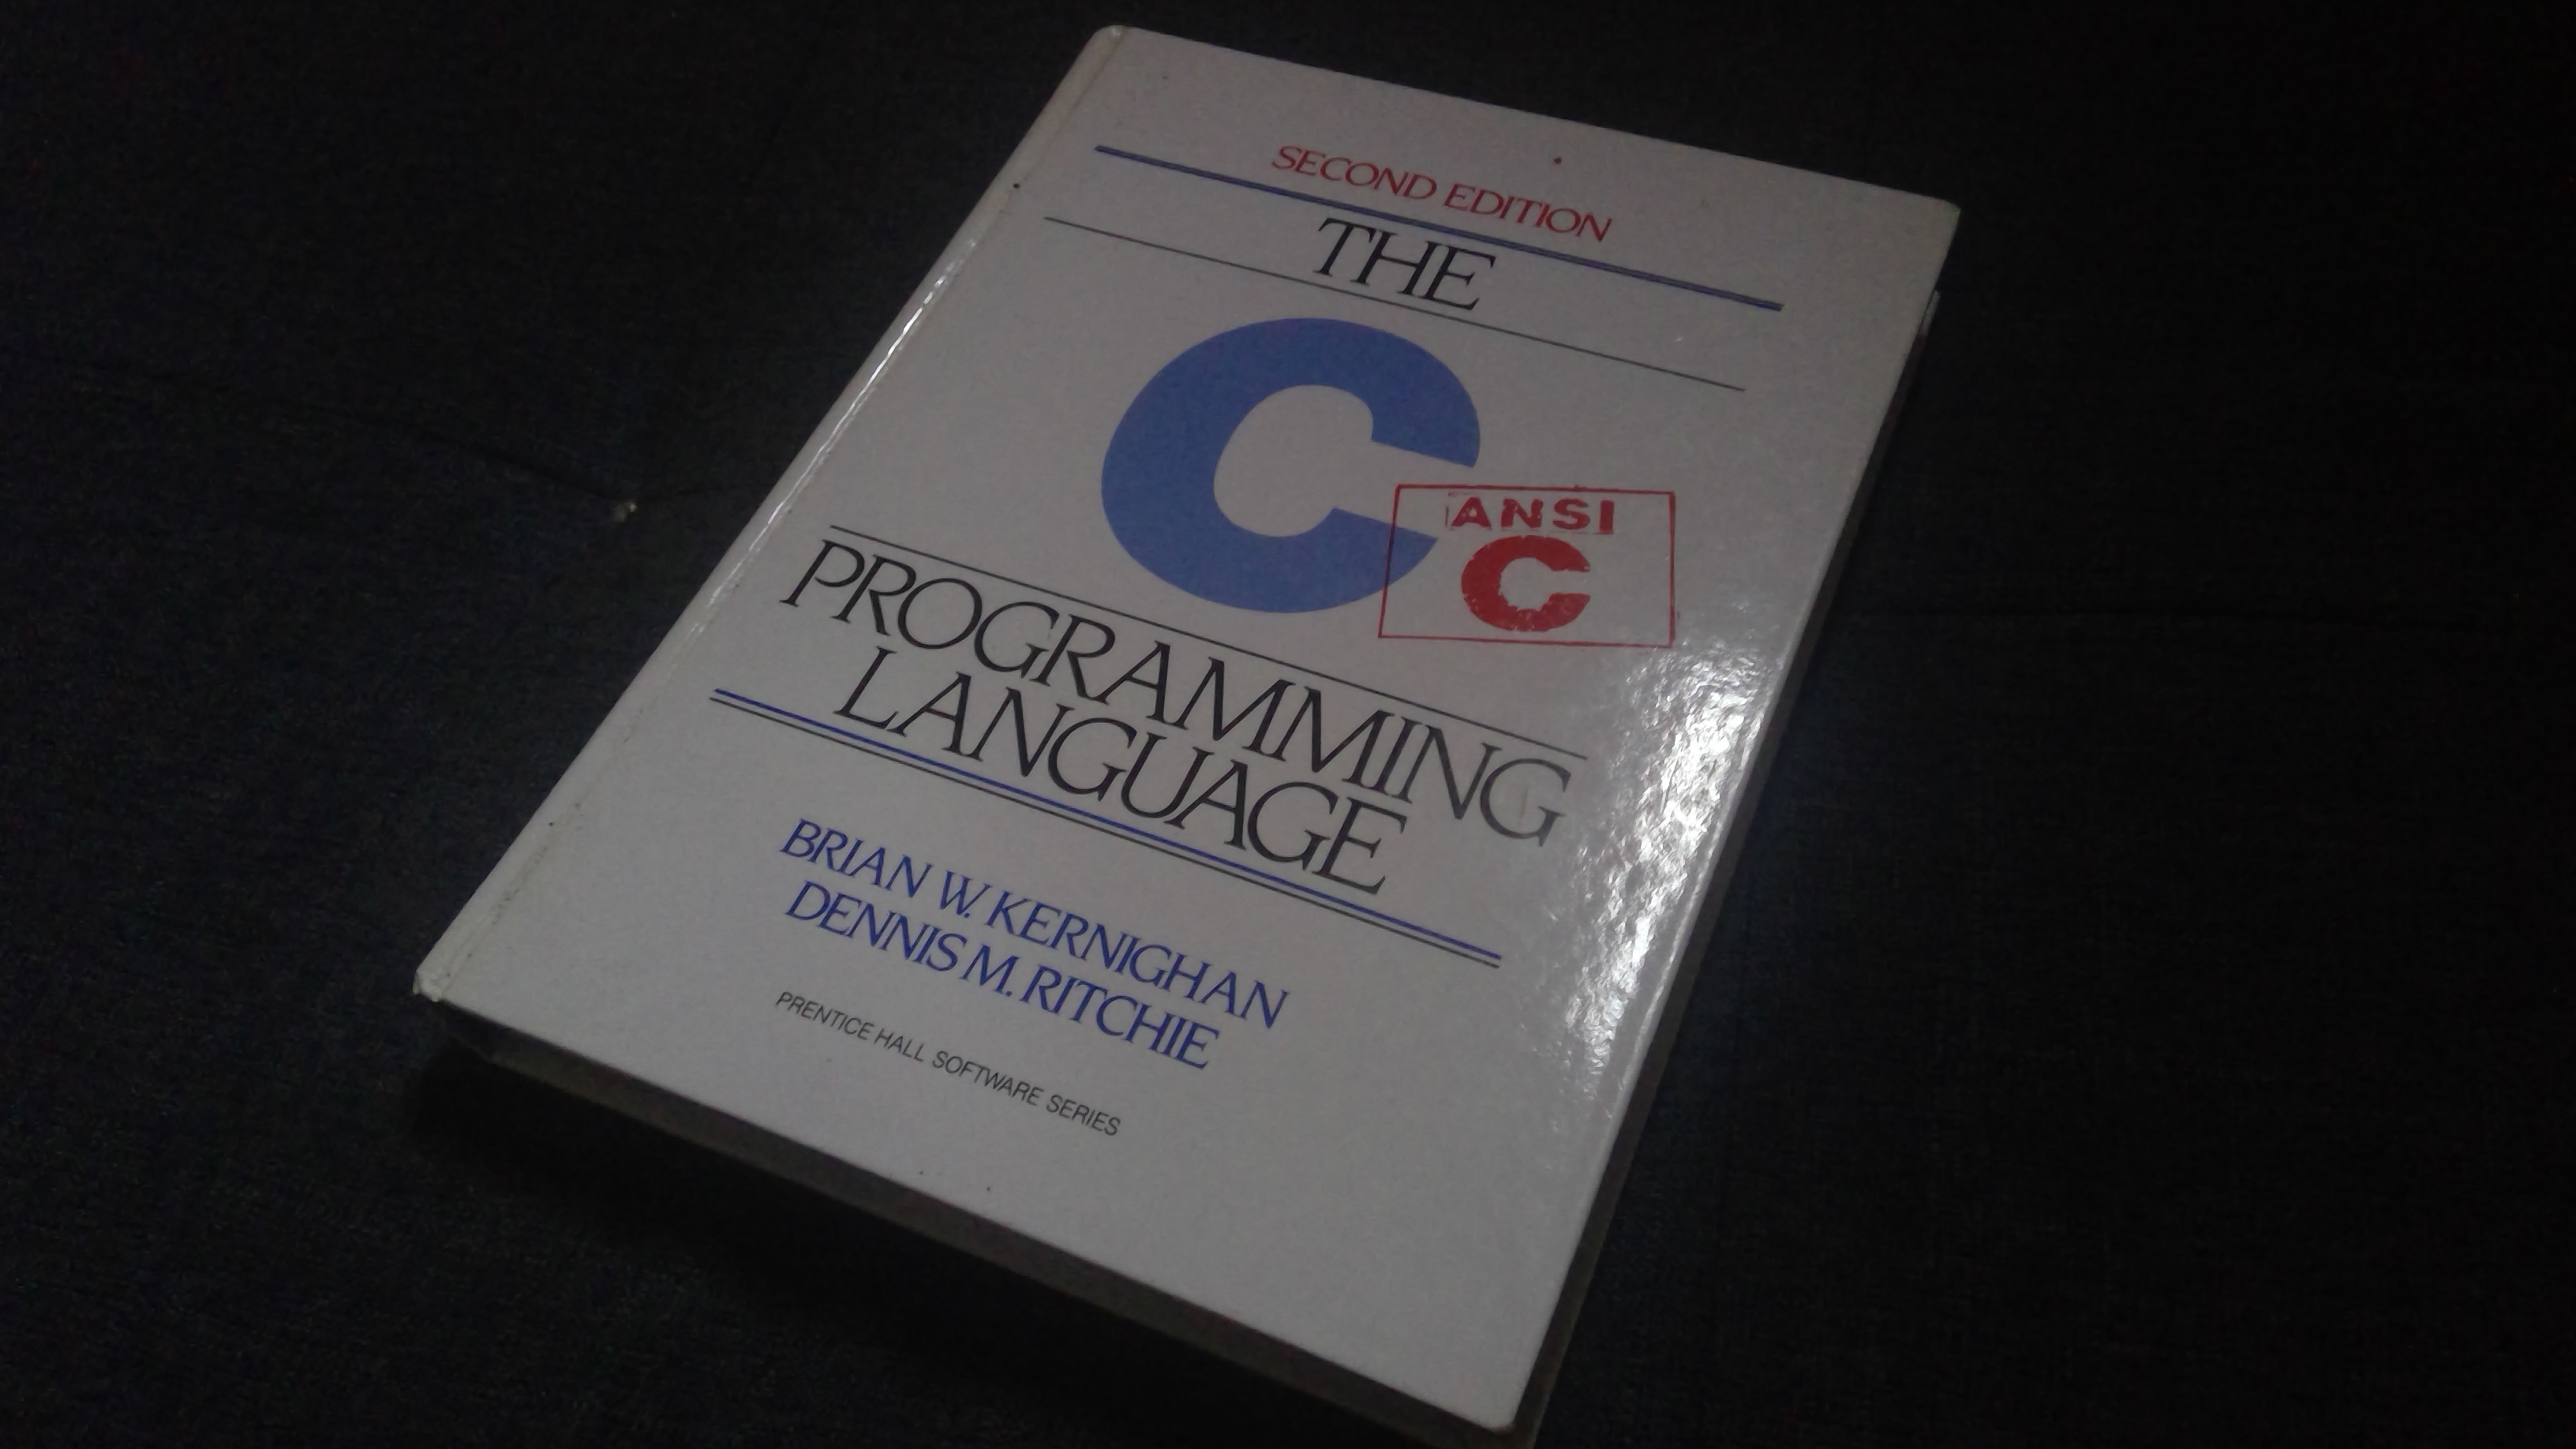 SECOND EDITION
THE
C
ANSI
C
PROGRAMMING
LANGUAGE
BRIAN W. KERNIGHAN
DENNIS M. RITCHIE
PRENTICE HALL SOFTWARE SERIES